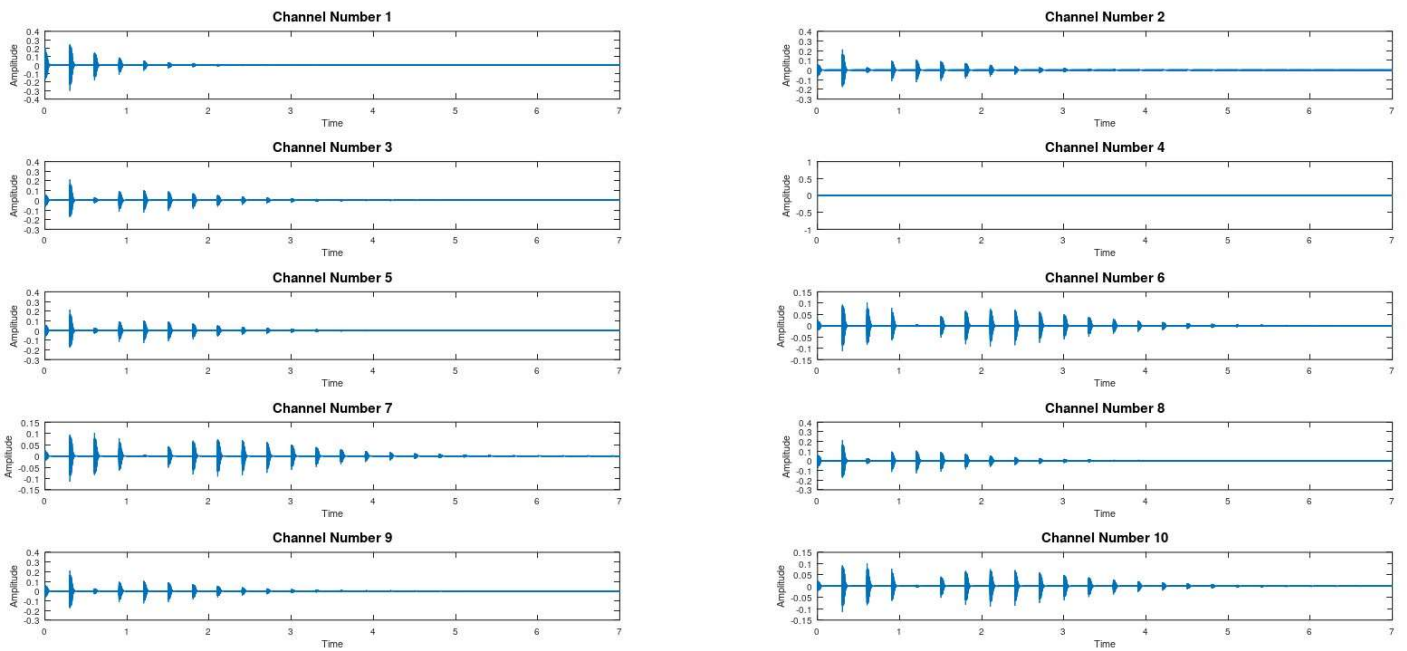 Channel Number 1
Amplitude
0.4
0.3
0.2
0.1
0
-0.1
-0.2
-0.3
-0.4
0 1 2 3 4 5 6 7
Time
Channel Number 2
Amplitude
0.4
0.3
0.2
0.1
0
-0.1
-0.2
-0.3
0 1 2 3 4 5 6 7
Time
Channel Number 3
Amplitude
0.4
0.3
0.2
0.1
0
-0.1
-0.2
-0.3
0 1 2 3 4 5 6 7
Time
Channel Number 4
Amplitude
1
0.5
0
-0.5
-1
0 1 2 3 4 5 6 7
Time
Channel Number 5
Amplitude
0.4
0.3
0.2
0.1
0
-0.1
-0.2
-0.3
0 1 2 3 4 5 6 7
Time
Channel Number 6
Amplitude
0.15
0.1
0.05
0
-0.05
-0.1
-0.15
0 1 2 3 4 5 6 7
Time
Channel Number 7
Amplitude
0.15
0.1
0.05
0
-0.05
-0.1
-0.15
0 1 2 3 4 5 6 7
Time
Channel Number 8
Amplitude
0.4
0.3
0.2
0.1
0
-0.1
-0.2
-0.3
0 1 2 3 4 5 6 7
Time
Channel Number 9
Amplitude
0.4
0.3
0.2
0.1
0
-0.1
-0.2
-0.3
0 1 2 3 4 5 6 7
Time
Channel Number 10
Amplitude
0.15
0.1
0.05
0
-0.05
-0.1
-0.15
0 1 2 3 4 5 6 7
Time